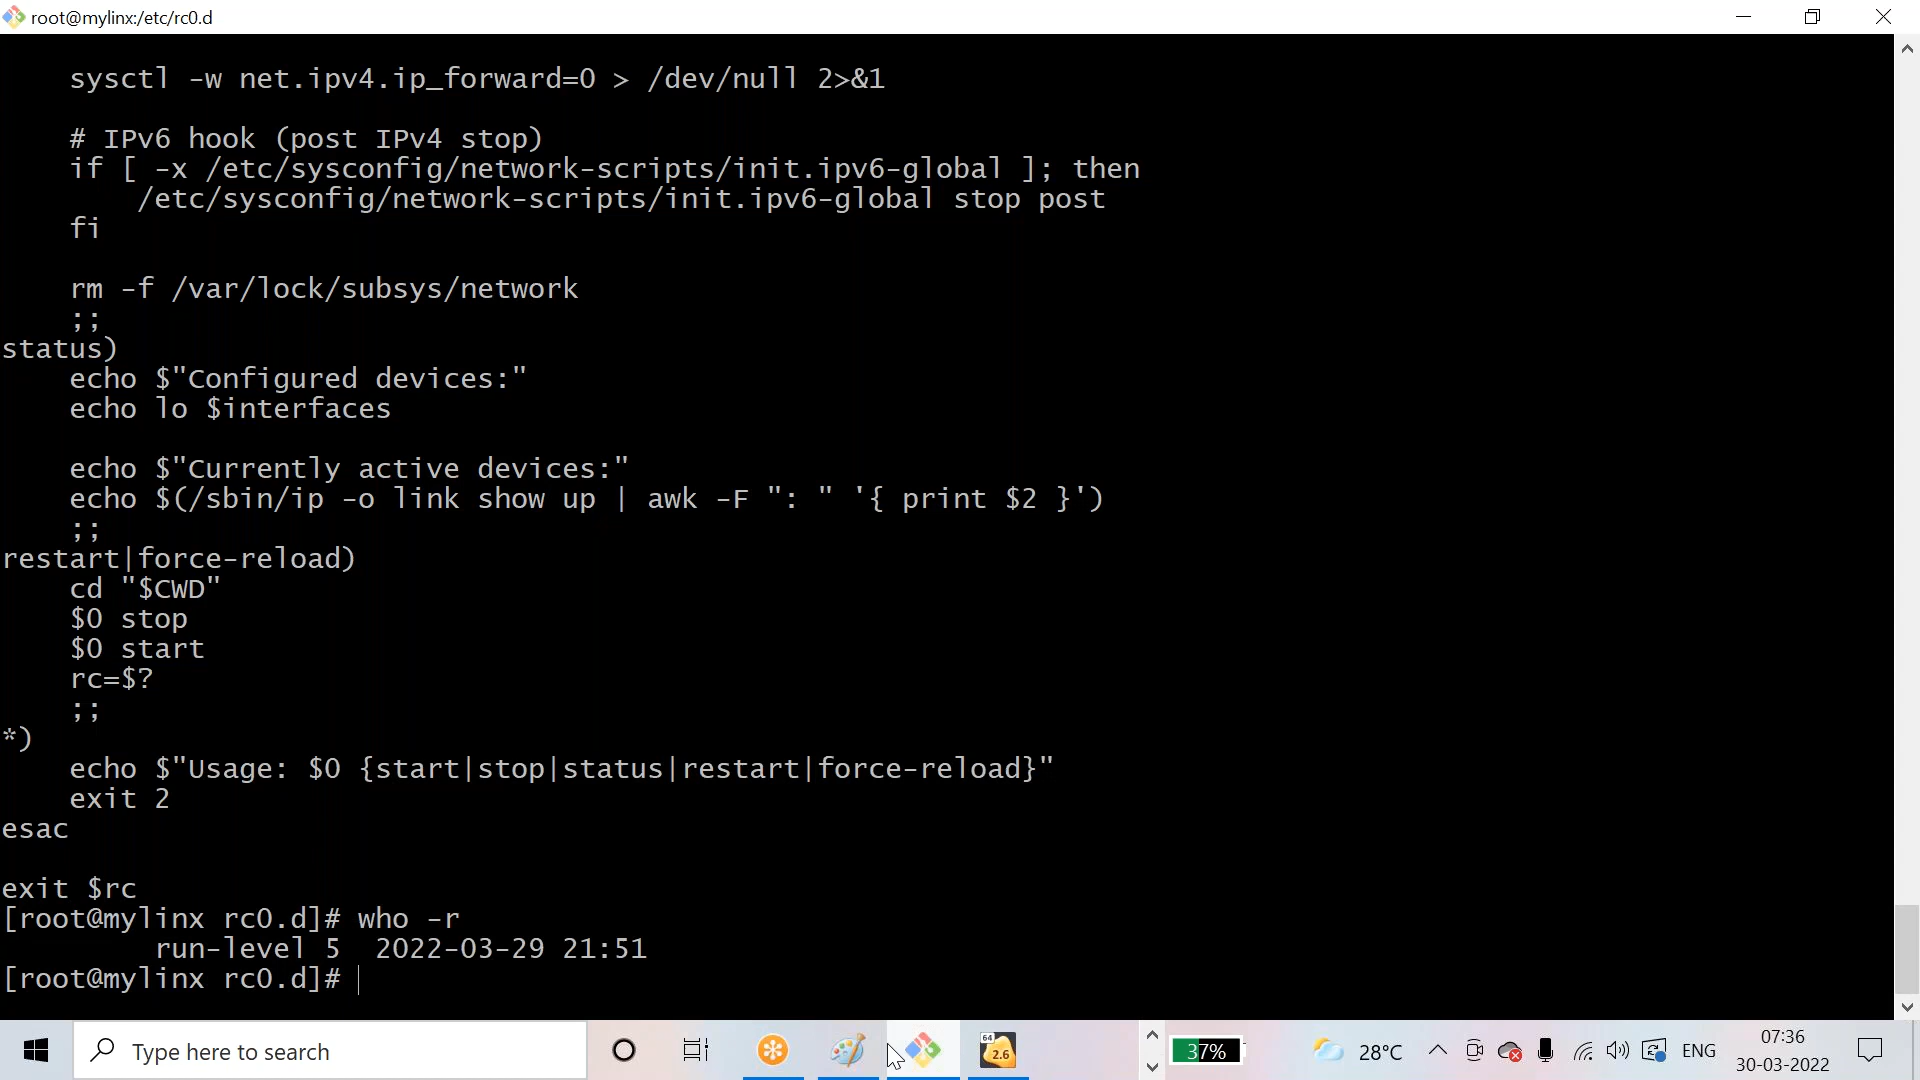 root@mylinx:/etc/rc0.d
    sysctl -w net.ipv4.ip_forward=0 > /dev/null 2>&1
    # IPv6 hook (post IPv4 stop)
    if [ -x /etc/sysconfig/network-scripts/init.ipv6-global ]; then
        /etc/sysconfig/network-scripts/init.ipv6-global stop post
    fi
    rm -f /var/lock/subsys/network
    ;;
status)
    echo $"Configured devices:"
    echo lo $interfaces
    echo $"Currently active devices:"
    echo $(/sbin/ip -o link show up | awk -F ": " '{ print $2 }')
    ;;
restart|force-reload)
    cd "$CWD"
    $0 stop
    $0 start
    rc=$?
    ;;
*)
    echo $"Usage: $0 {start|stop|status|restart|force-reload}"
    exit 2
esac
exit $rc
[root@mylinx rc0.d]# who -r
         run-level 5  2022-03-29 21:51
[root@mylinx rc0.d]#
Type here to search
64
2.6
37%
28°C
ENG
07:36
30-03-2022